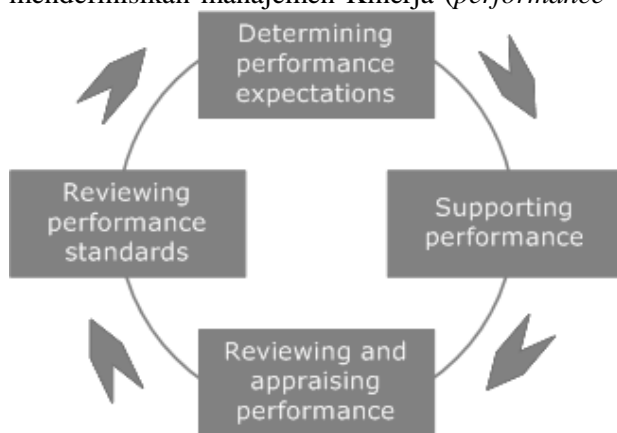 mendefinisikan manajemen Kinerja (performance
Determining
performance
expectations
Reviewing
performance
standards
Supporting
performance
Reviewing and
appraising
performance